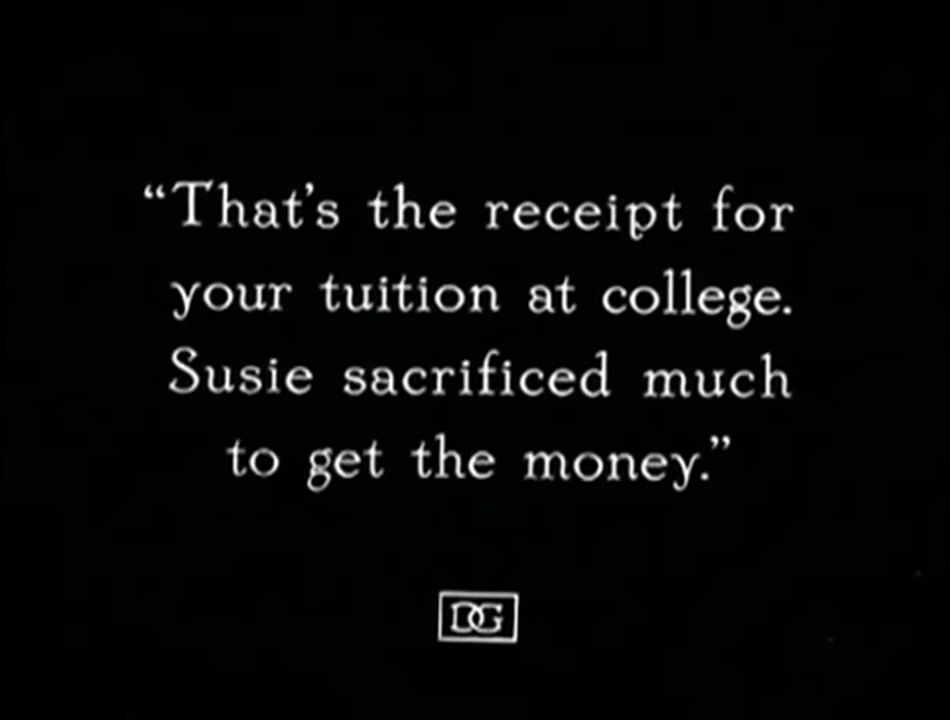 “That's the receipt for
your tuition at college.
Susie sacrificed much
to get the money.”
DG